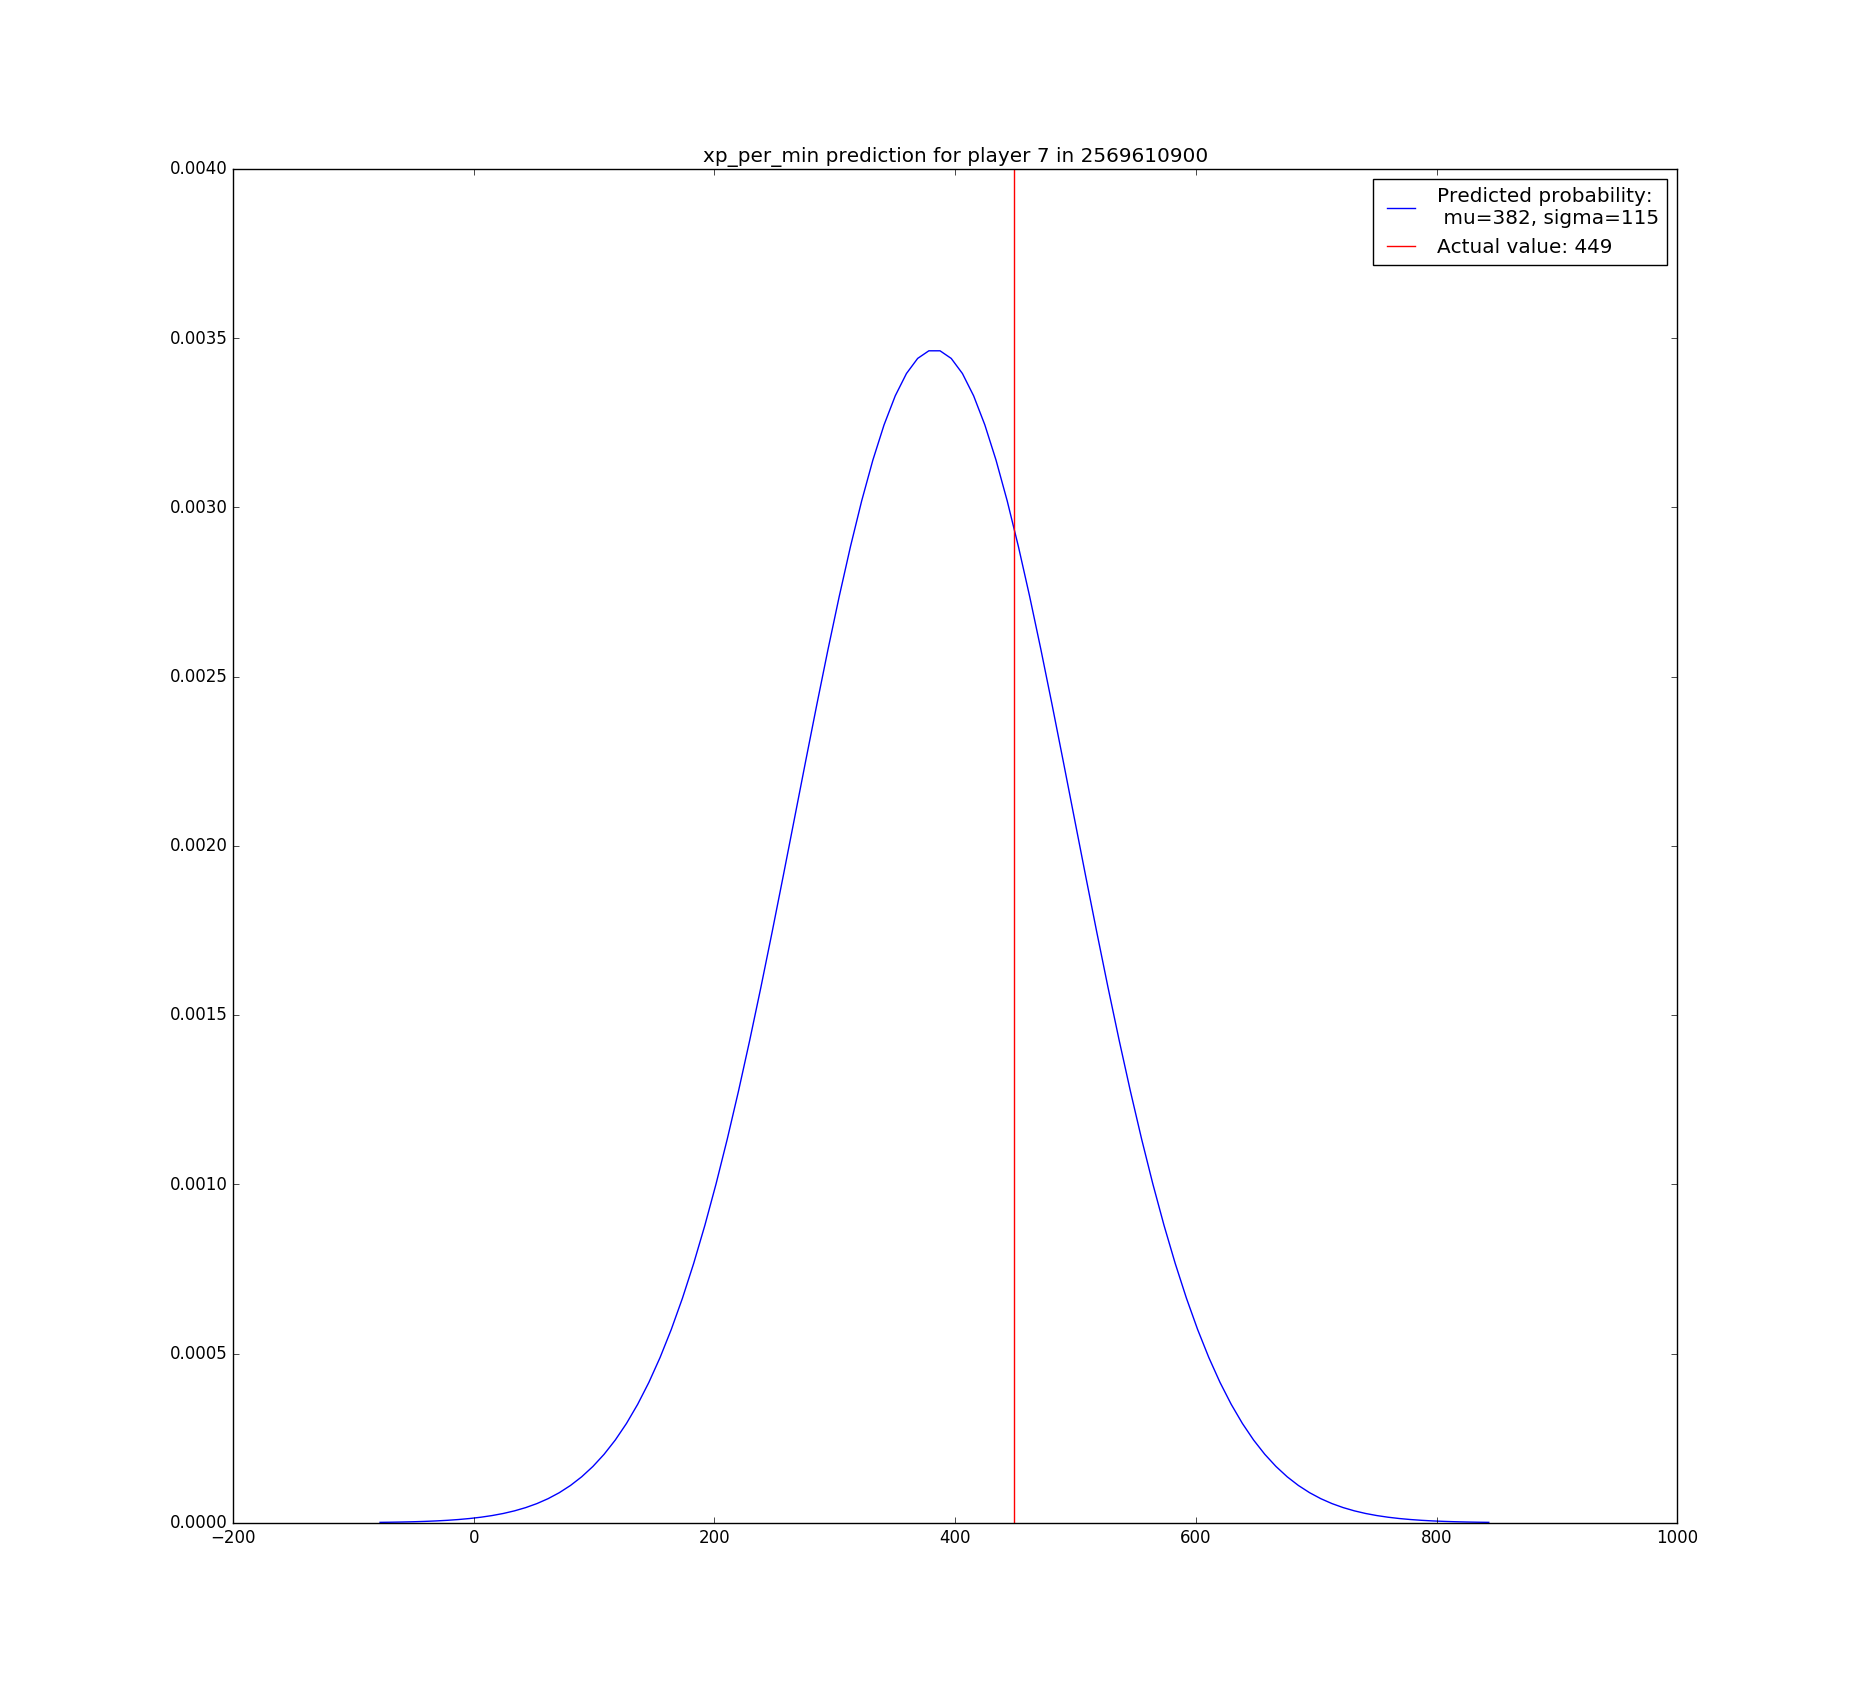 xp_per_min prediction for player 7 in 2569610900
Predicted probability:
mu=382, sigma=115
Actual value: 449
0.0040
0.0035
0.0030
0.0025
0.0020
0.0015
0.0010
0.0005
0.0000
−200 0 200 400 600 800 1000